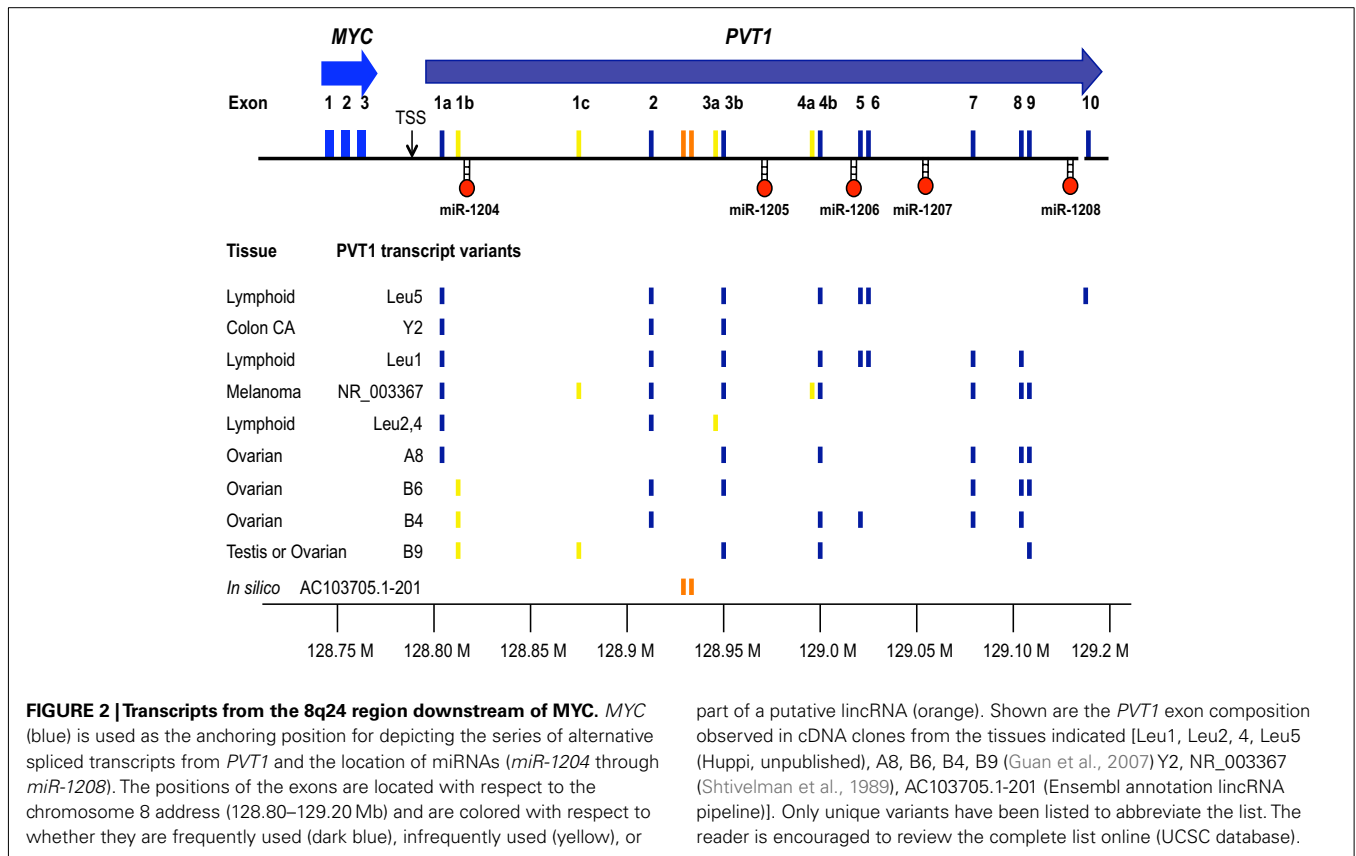 MYC PVT1
Exon 1 2 3 TSS 1a 1b 1c 2 3a 3b 4a 4b 5 6 7 8 9 10
miR-1204 miR-1205 miR-1206 miR-1207 miR-1208
Tissue PVT1 transcript variants
Lymphoid Leu5
Colon CA Y2
Lymphoid Leu1
Melanoma NR_003367
Lymphoid Leu2,4
Ovarian A8
Ovarian B6
Ovarian B4
Testis or Ovarian B9
In silico AC103705.1-201
128.75 M 128.80 M 128.85 M 128.9 M 128.95 M 129.0 M 129.05 M 129.10 M 129.2 M
FIGURE 2 | Transcripts from the 8q24 region downstream of MYC. MYC
(blue) is used as the anchoring position for depicting the series of alternative
spliced transcripts from PVT1 and the location of miRNAs (miR-1204 through
miR-1208). The positions of the exons are located with respect to the
chromosome 8 address (128.80–129.20 Mb) and are colored with respect to
whether they are frequently used (dark blue), infrequently used (yellow), or
part of a putative lincRNA (orange). Shown are the PVT1 exon composition
observed in cDNA clones from the tissues indicated [Leu1, Leu2, 4, Leu5
(Huppi, unpublished), A8, B6, B4, B9 (Guan et al., 2007) Y2, NR_003367
(Shtivelman et al., 1989), AC103705.1-201 (Ensembl annotation lincRNA
pipeline)]. Only unique variants have been listed to abbreviate the list. The
reader is encouraged to review the complete list online (UCSC database).